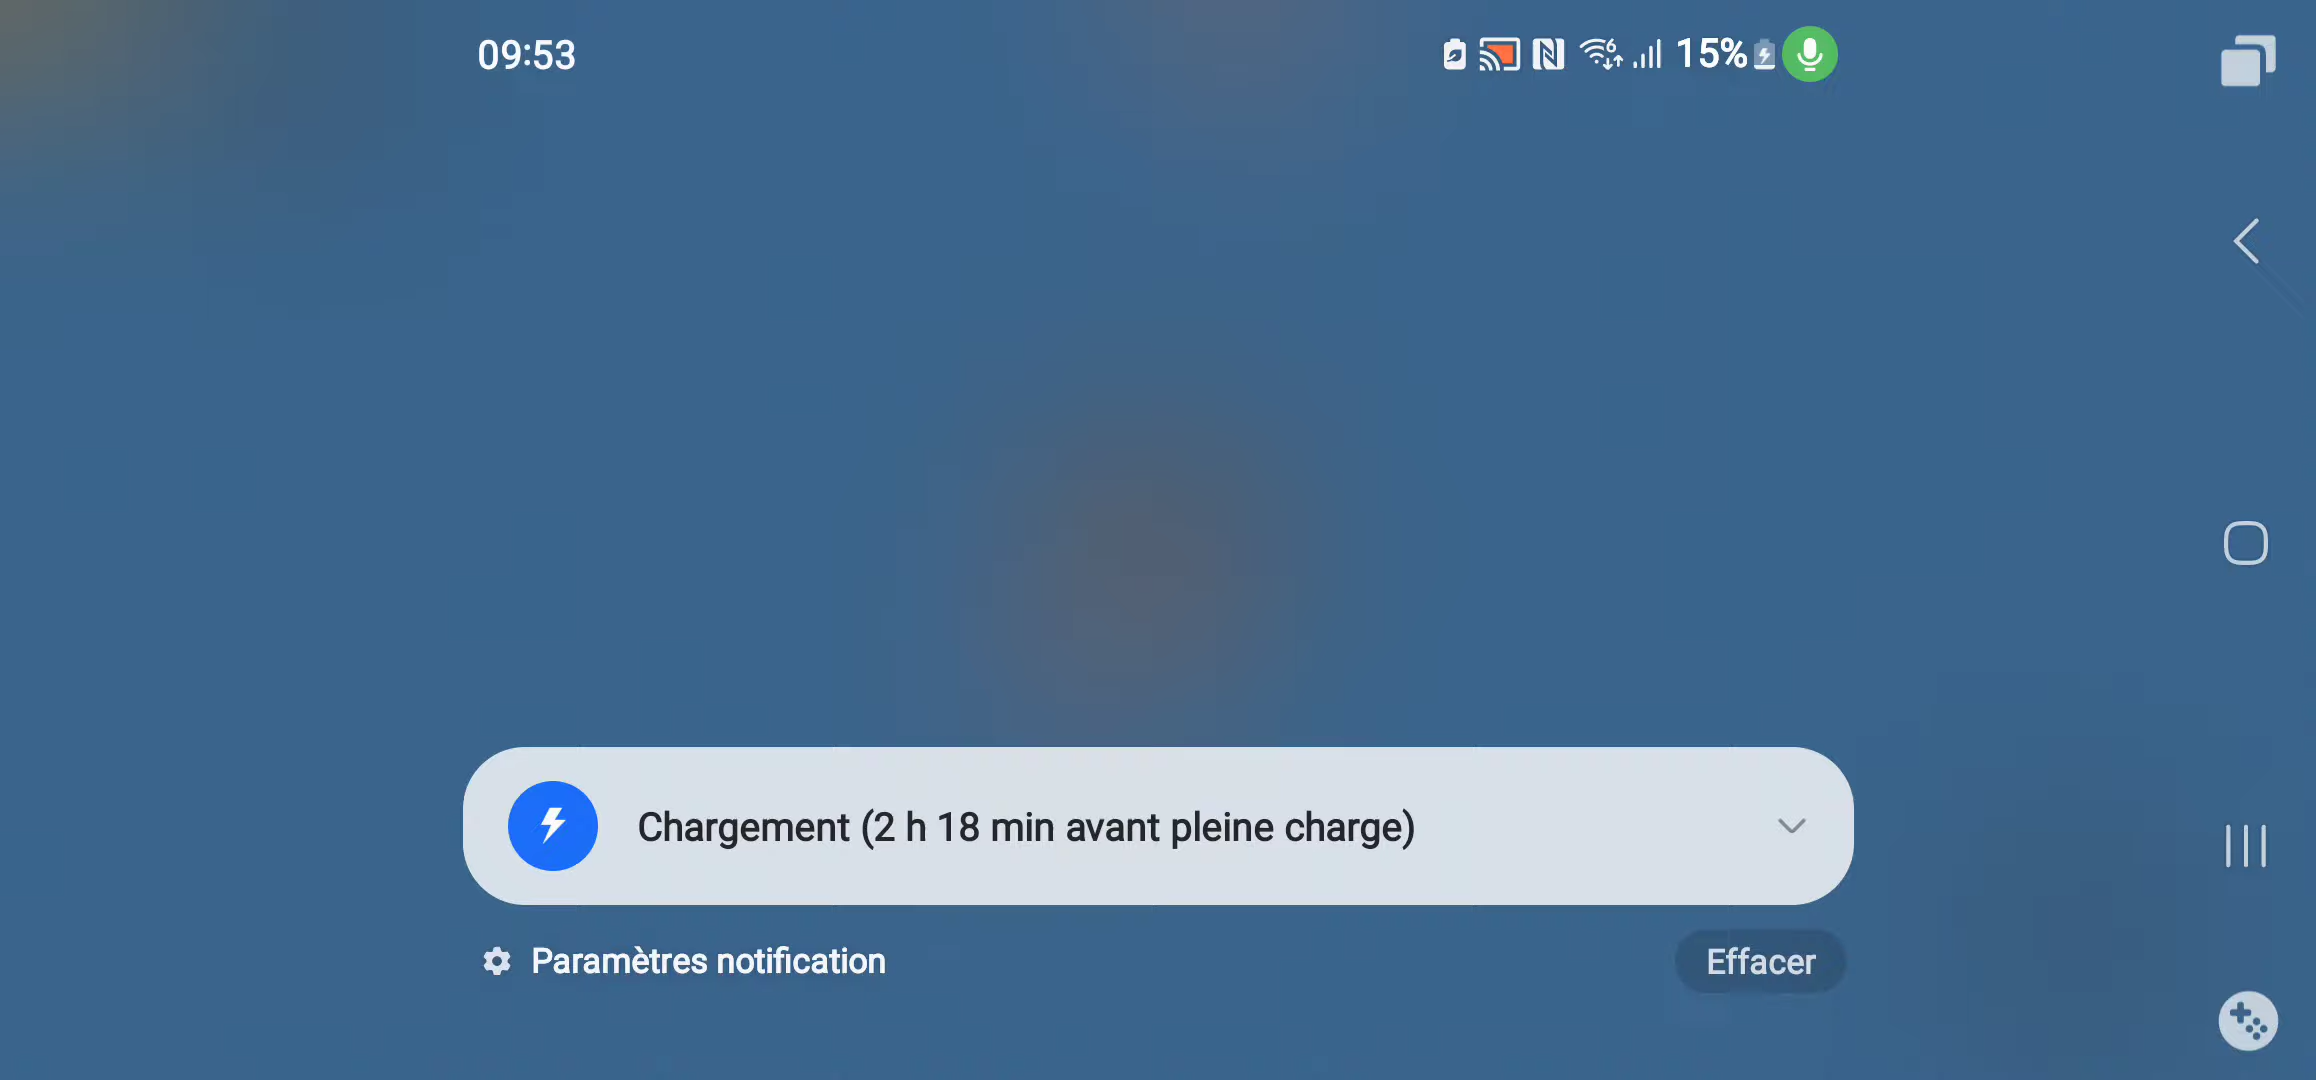 09:53
15%
Chargement (2 h 18 min avant pleine charge)
Paramètres notification
Effacer